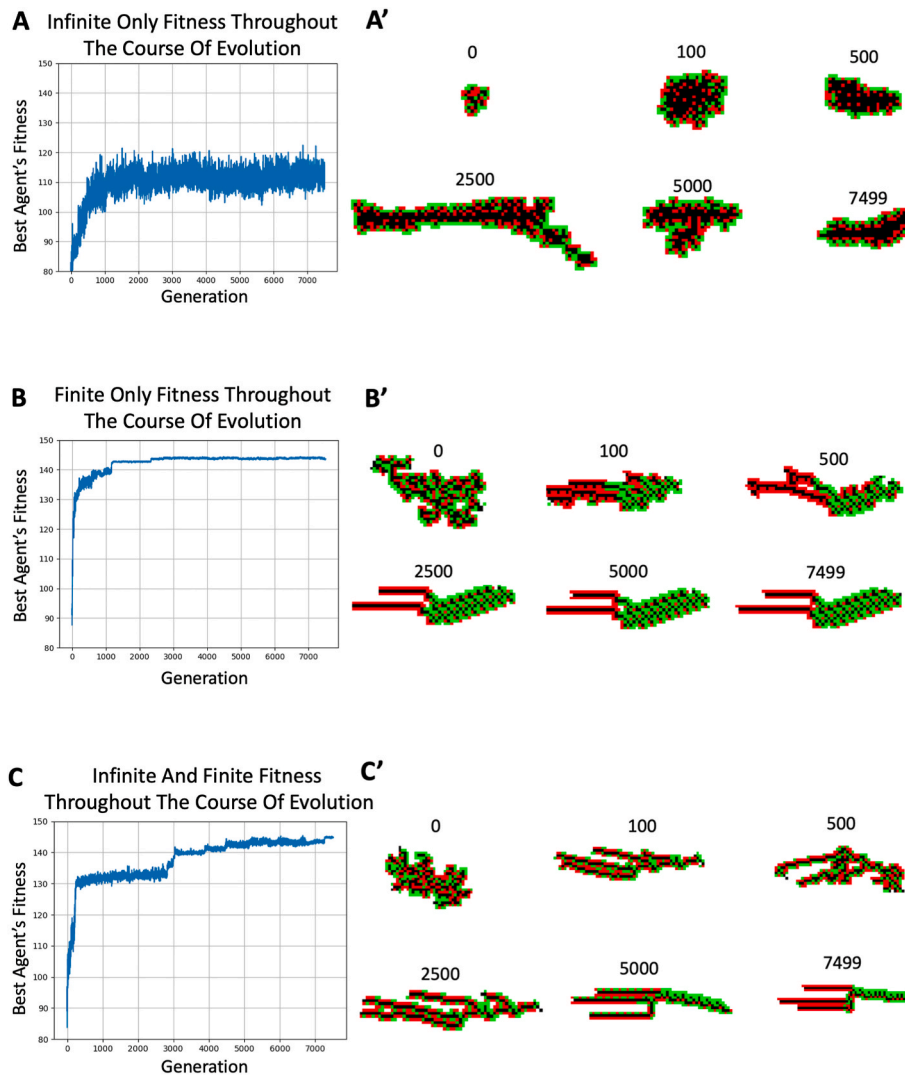 A
Infinite Only Fitness Throughout
The Course Of Evolution
150
140
130
120
110
100
90
80
Best Agent's Fitness
0 1000 2000 3000 4000 5000 6000 7000
Generation
A'
0
100
500
2500
5000
7499
B
Finite Only Fitness Throughout
The Course Of Evolution
150
140
130
120
110
100
90
80
Best Agent's Fitness
0 1000 2000 3000 4000 5000 6000 7000
Generation
B'
0
100
500
2500
5000
7499
C
Infinite And Finite Fitness
Throughout The Course Of Evolution
150
140
130
120
110
100
90
80
Best Agent's Fitness
0 1000 2000 3000 4000 5000 6000 7000
Generation
C'
0
100
500
2500
5000
7499